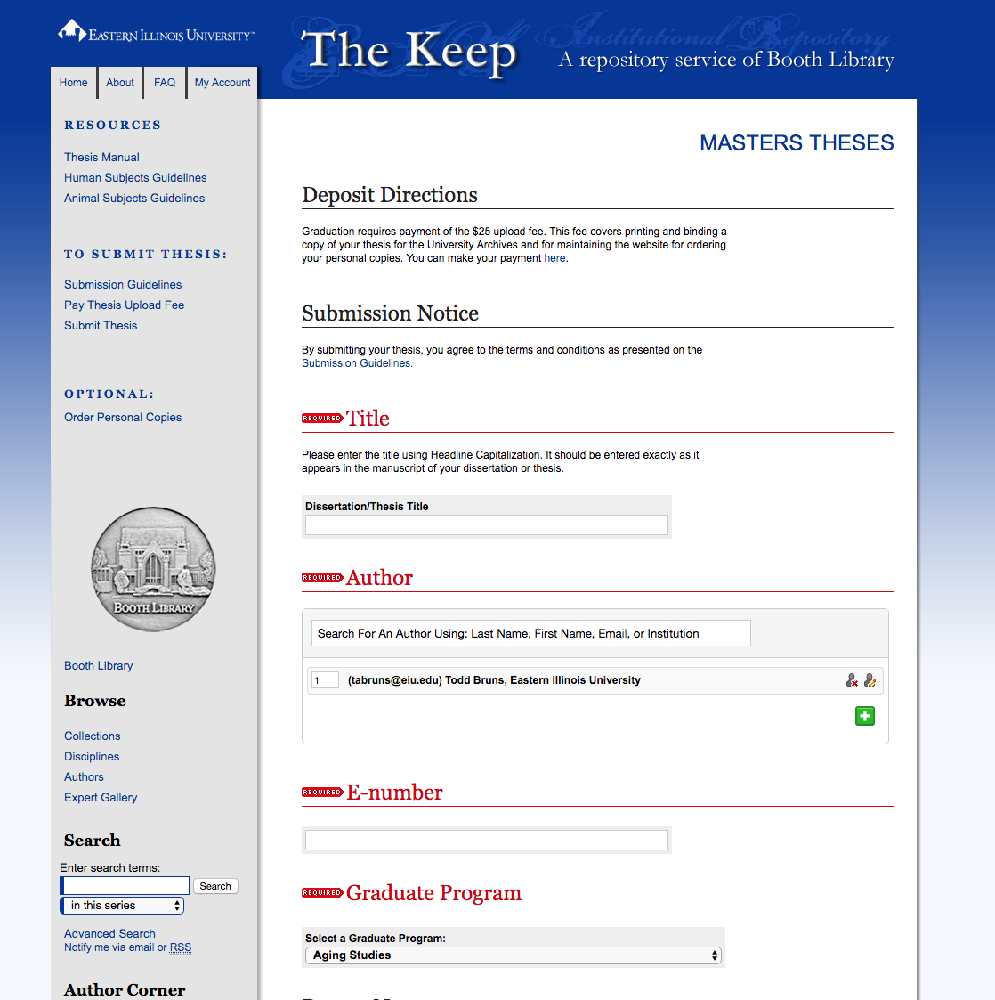 EASTERN ILLINOIS UNIVERSITY™
The Keep
Institutional Repository
A repository service of Booth Library
Home
About
FAQ
My Account
RESOURCES
Thesis Manual
Human Subjects Guidelines
Animal Subjects Guidelines
TO SUBMIT THESIS:
Submission Guidelines
Pay Thesis Upload Fee
Submit Thesis
OPTIONAL:
Order Personal Copies
BOOTH LIBRARY
Booth Library
Browse
Collections
Disciplines
Authors
Expert Gallery
Search
Enter search terms:
Search
in this series
Advanced Search
Notify me via email or RSS
Author Corner
MASTERS THESES
Deposit Directions
Graduation requires payment of the $25 upload fee. This fee covers printing and binding a
copy of your thesis for the University Archives and for maintaining the website for ordering
your personal copies. You can make your payment here.
Submission Notice
By submitting your thesis, you agree to the terms and conditions as presented on the
Submission Guidelines.
REQUIRED Title
Please enter the title using Headline Capitalization. It should be entered exactly as it
appears in the manuscript of your dissertation or thesis.
Dissertation/Thesis Title
REQUIRED Author
Search For An Author Using: Last Name, First Name, Email, or Institution
1 (tabruns@eiu.edu) Todd Bruns, Eastern Illinois University
REQUIRED E-number
REQUIRED Graduate Program
Select a Graduate Program:
Aging Studies